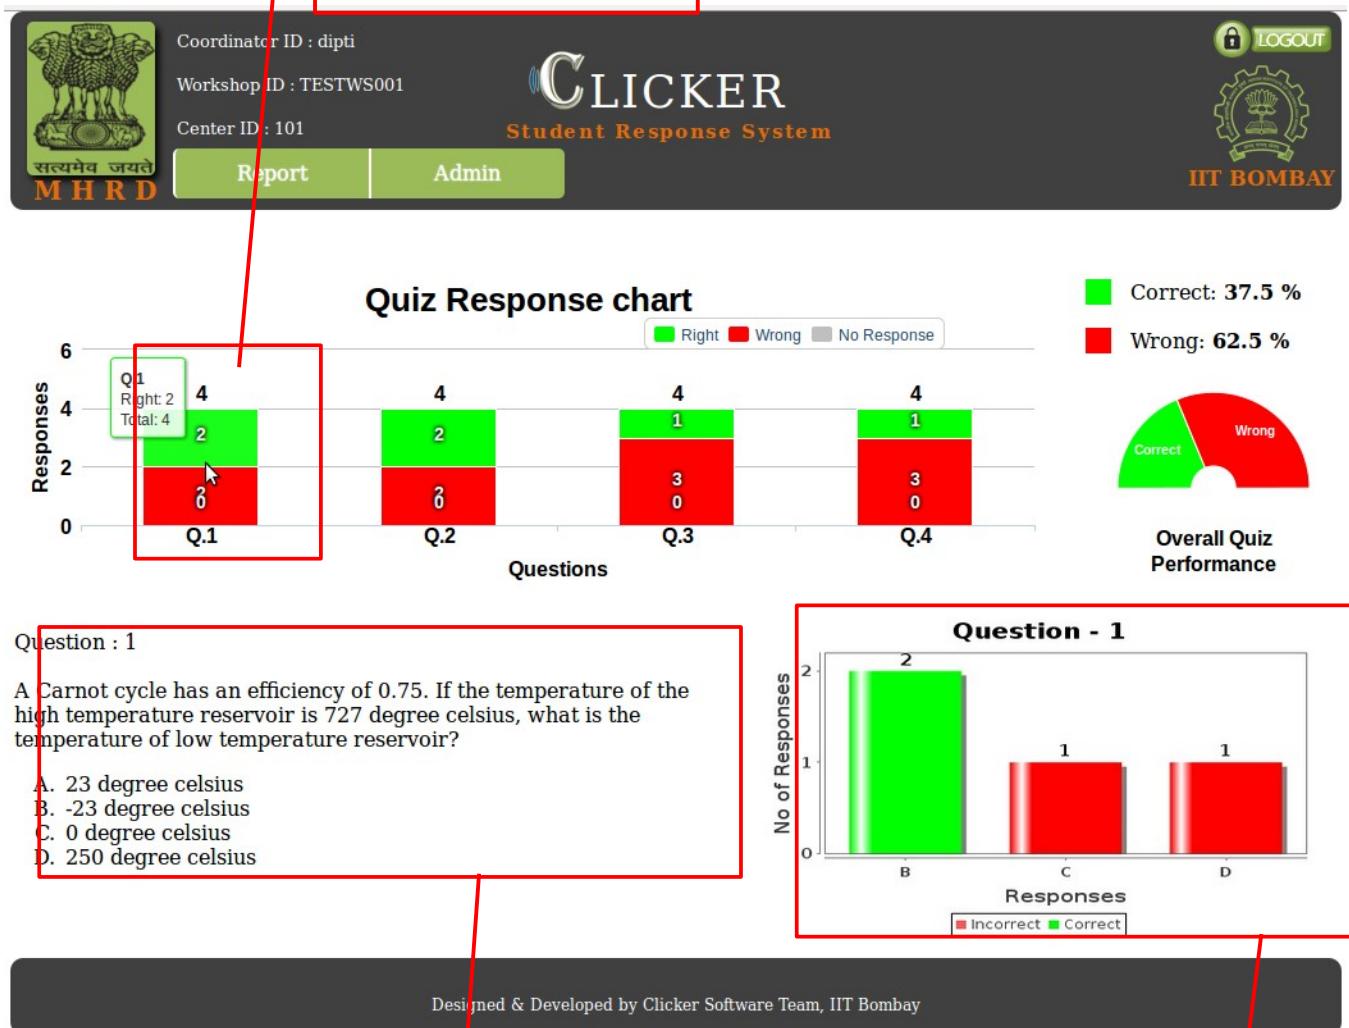 Coordinator ID : dipti
Workshop ID : TESTWS001
Center ID : 101
Report
Admin
सत्यमेव जयते
MHRD
CLICKER
Student Response System
LOGOUT
IIT BOMBAY
Quiz Response chart
Right
Wrong
No Response
Responses
6
4
2
0
Q.1
Right: 2
Total: 4
4
2
2
0
4
2
2
0
4
1
3
0
4
1
3
0
Q.1
Q.2
Q.3
Q.4
Questions
Correct: 37.5 %
Wrong: 62.5 %
Correct
Wrong
Overall Quiz
Performance
Question : 1
A Carnot cycle has an efficiency of 0.75. If the temperature of the
high temperature reservoir is 727 degree celsius, what is the
temperature of low temperature reservoir?
A. 23 degree celsius
B. -23 degree celsius
C. 0 degree celsius
D. 250 degree celsius
Question - 1
No of Responses
2
1
0
2
1
1
B
C
D
Responses
Incorrect
Correct
Designed & Developed by Clicker Software Team, IIT Bombay